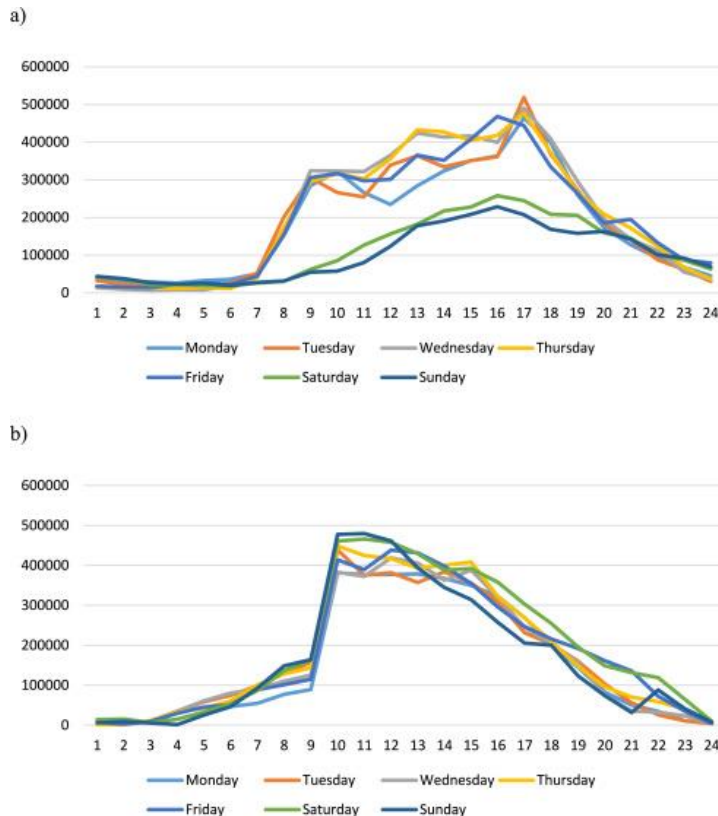 a)
600000
500000
400000
300000
200000
100000
0
1 2 3 4 5 6 7 8 9 10 11 12 13 14 15 16 17 18 19 20 21 22 23 24
Monday Tuesday Wednesday Thursday
Friday Saturday Sunday
b)
600000
500000
400000
300000
200000
100000
0
1 2 3 4 5 6 7 8 9 10 11 12 13 14 15 16 17 18 19 20 21 22 23 24
Monday Tuesday Wednesday Thursday
Friday Saturday Sunday